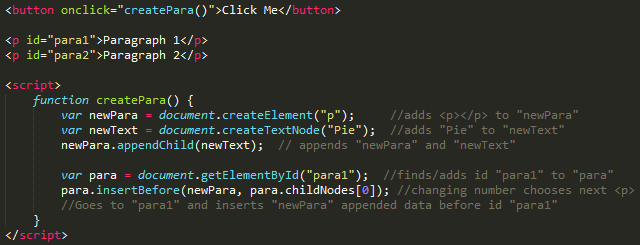 <button onclick="createPara()">Click Me</button>
<p id="para1">Paragraph 1</p>
<p id="para2">Paragraph 2</p>
<script>
function createPara() {
var newPara = document.createElement("p"); //adds <p></p> to "newPara"
var newText = document.createTextNode("Pie"); //adds "Pie" to "newText"
newPara.appendChild(newText); // appends "newPara" and "newText"
var para = document.getElementById("para1"); //finds/adds id "para1" to "para"
para.insertBefore(newPara, para.childNodes[0]); //changing number chooses next <p>
//Goes to "para1" and inserts "newPara" appended data before id "para1"
}
</script>